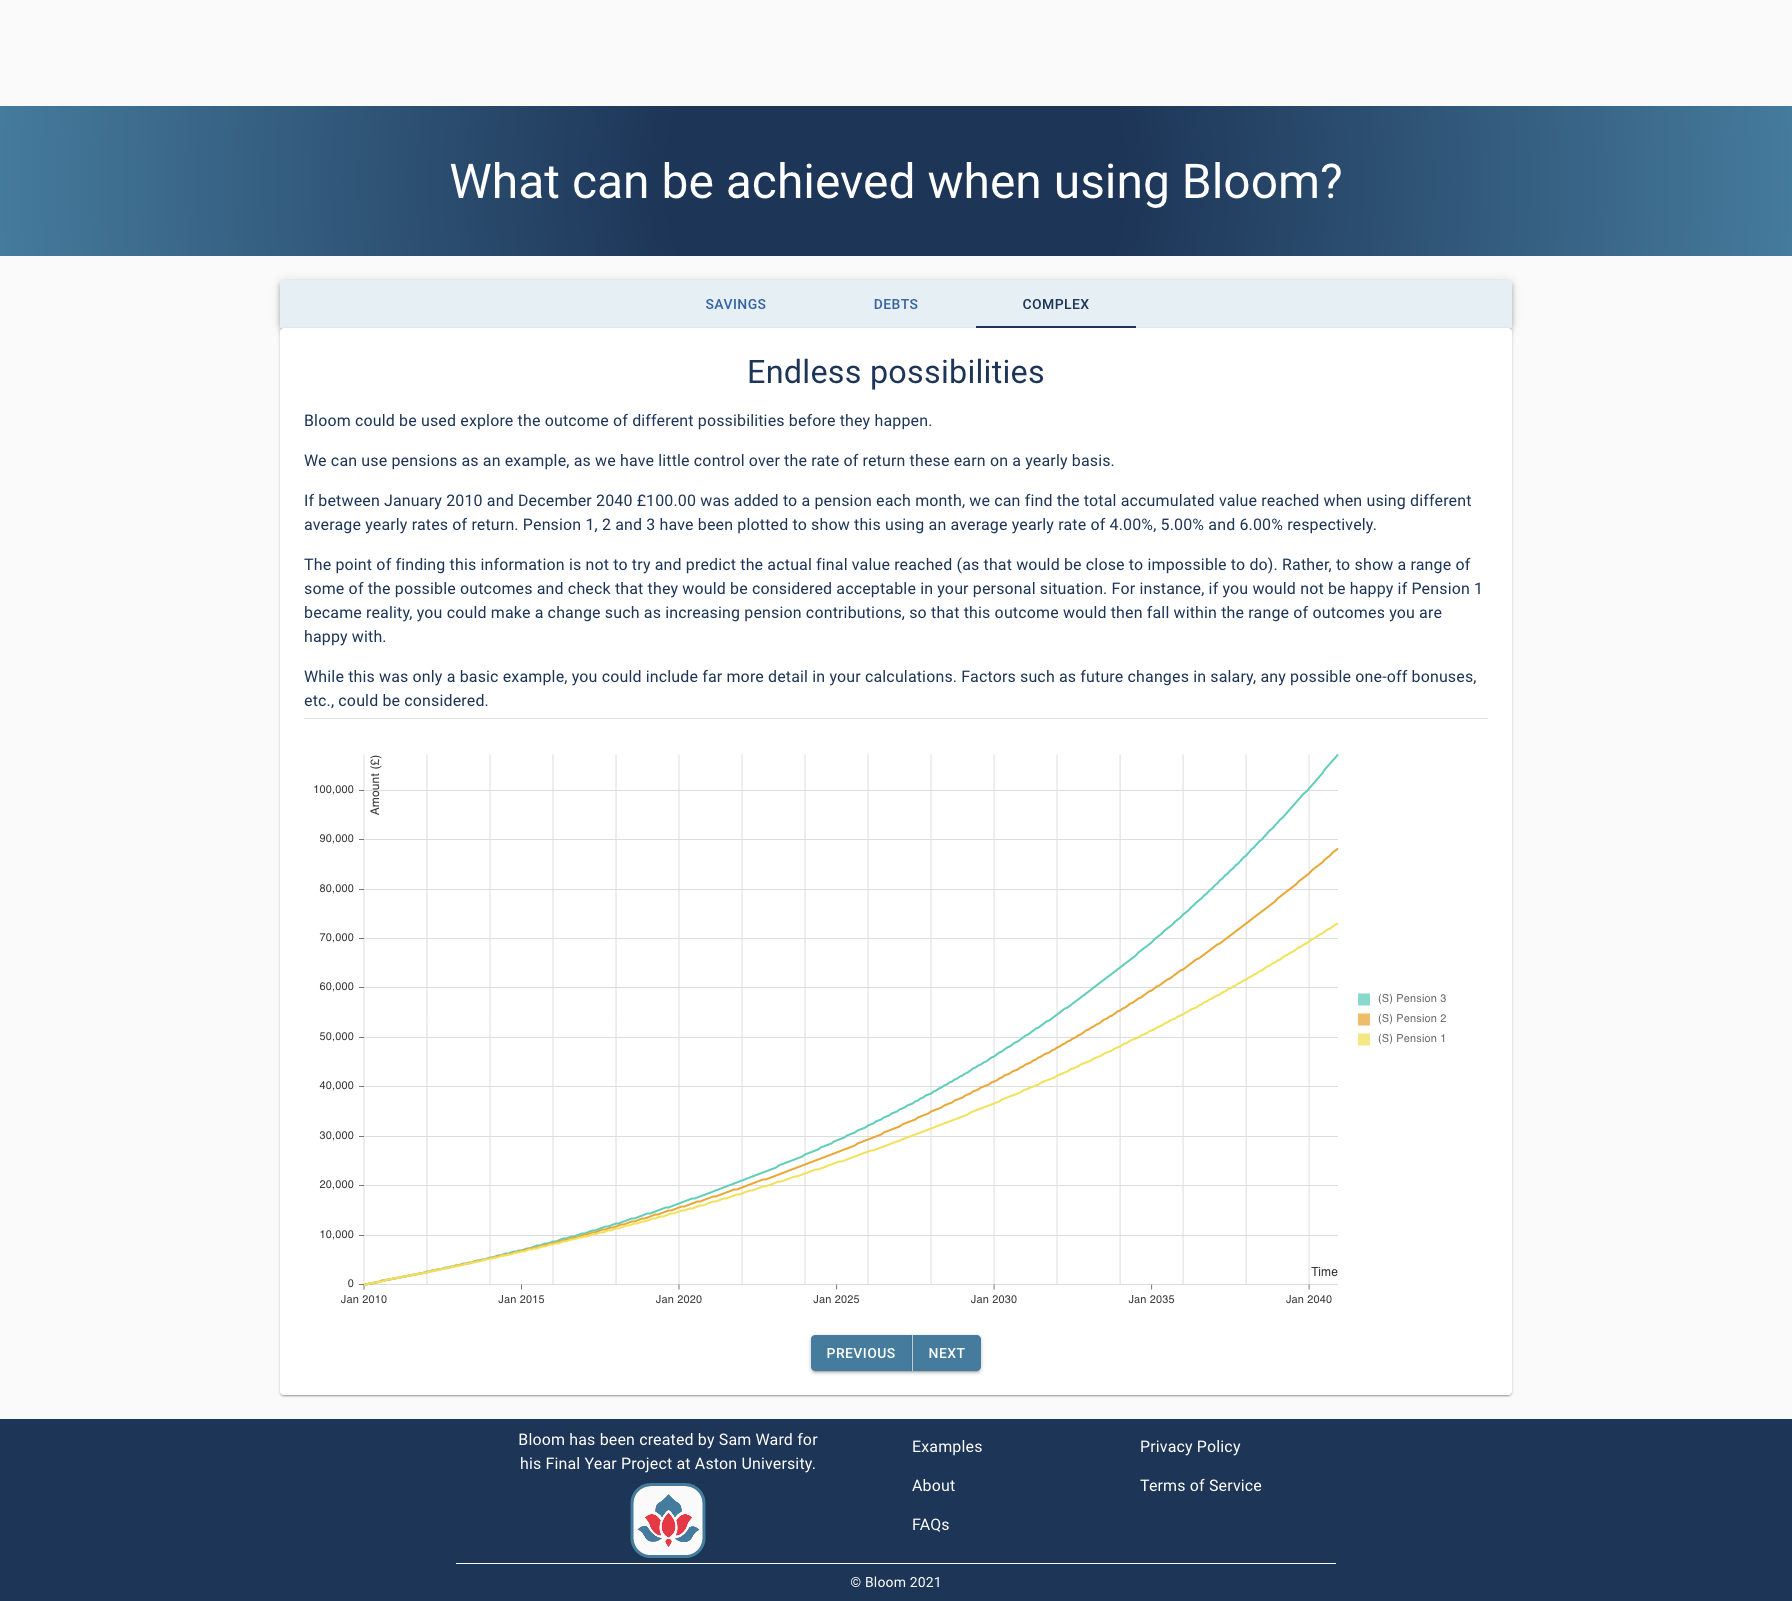 What can be achieved when using Bloom?
SAVINGS
DEBTS
COMPLEX
Endless possibilities
Bloom could be used explore the outcome of different possibilities before they happen.
We can use pensions as an example, as we have little control over the rate of return these earn on a yearly basis.
If between January 2010 and December 2040 £100.00 was added to a pension each month, we can find the total accumulated value reached when using different
average yearly rates of return. Pension 1, 2 and 3 have been plotted to show this using an average yearly rate of 4.00%, 5.00% and 6.00% respectively.
The point of finding this information is not to try and predict the actual final value reached (as that would be close to impossible to do). Rather, to show a range of
some of the possible outcomes and check that they would be considered acceptable in your personal situation. For instance, if you would not be happy if Pension 1
became reality, you could make a change such as increasing pension contributions, so that this outcome would then fall within the range of outcomes you are
happy with.
While this was only a basic example, you could include far more detail in your calculations. Factors such as future changes in salary, any possible one-off bonuses,
etc., could be considered.
Amount (£)
100,000
90,000
80,000
70,000
60,000
50,000
40,000
30,000
20,000
10,000
0
(S) Pension 3
(S) Pension 2
(S) Pension 1
Time
Jan 2010
Jan 2015
Jan 2020
Jan 2025
Jan 2030
Jan 2035
Jan 2040
PREVIOUS
NEXT
Bloom has been created by Sam Ward for
his Final Year Project at Aston University.
Examples
About
FAQs
Privacy Policy
Terms of Service
© Bloom 2021